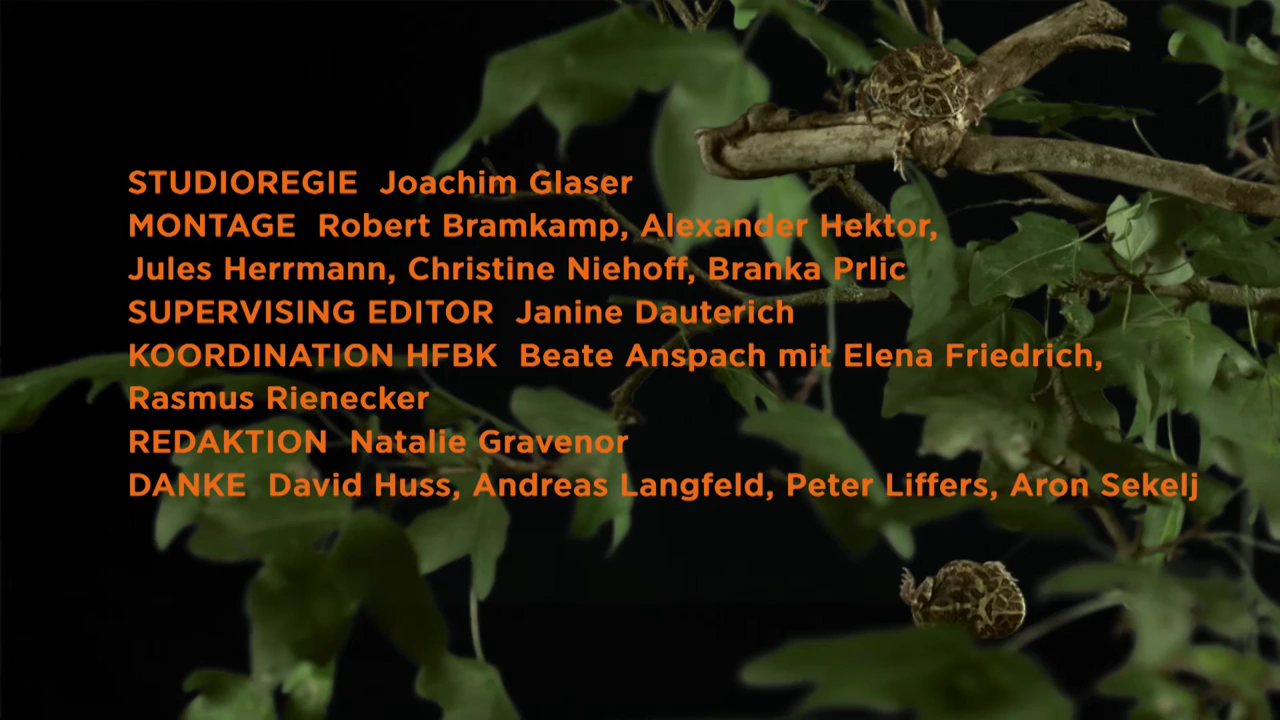 STUDIOREGIE Joachim Glaser
MONTAGE Robert Bramkamp, Alexander Hektor,
Jules Herrmann, Christine Niehoff, Branka Prlic
SUPERVISING EDITOR Janine Dauterich
KOORDINATION HFBK Beate Anspach mit Elena Friedrich,
Rasmus Rienecker
REDAKTION Natalie Gravenor
DANKE David Huss, Andreas Langfeld, Peter Liffers, Aron Sekelj